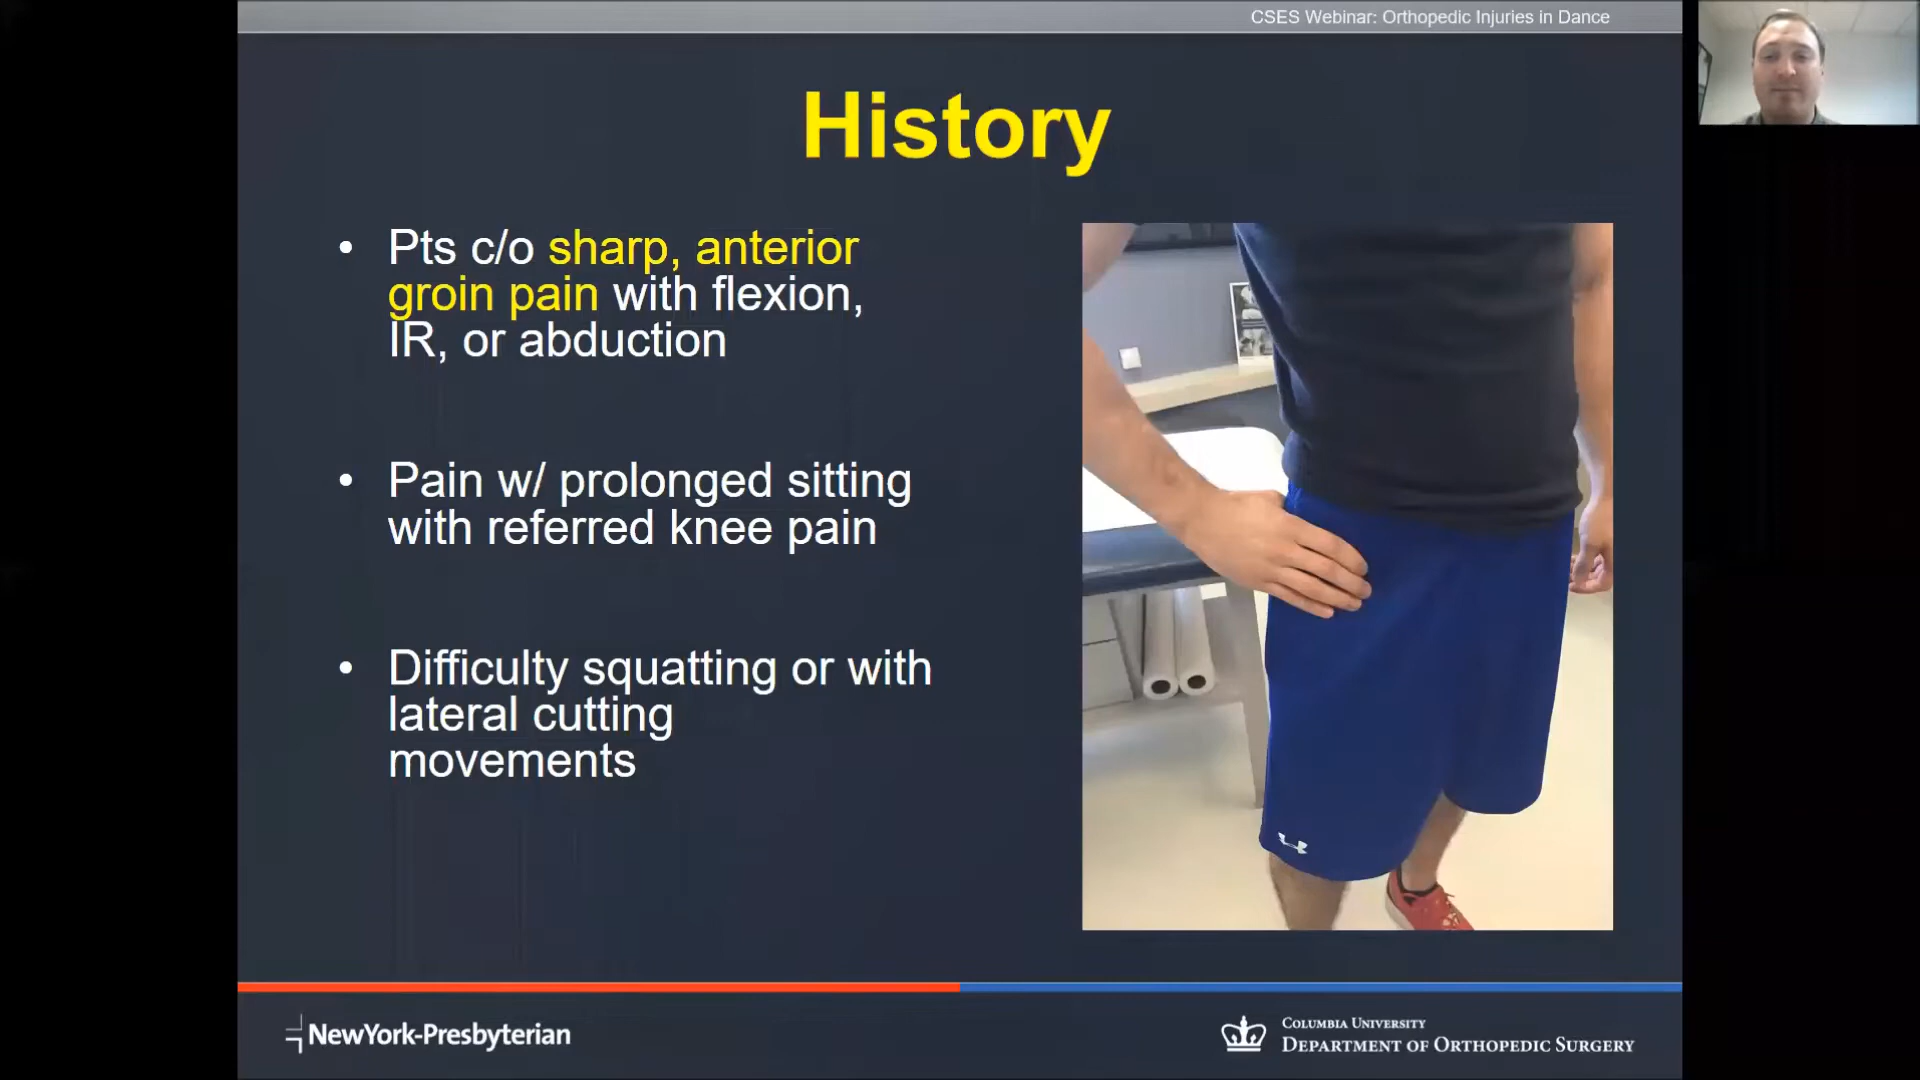 CSES Webinar: Orthopedic Injuries in Dance
History
• Pts c/o sharp, anterior
groin pain with flexion,
IR, or abduction
• Pain w/ prolonged sitting
with referred knee pain
• Difficulty squatting or with
lateral cutting
movements
NewYork-Presbyterian
COLUMBIA UNIVERSITY
DEPARTMENT OF ORTHOPEDIC SURGERY